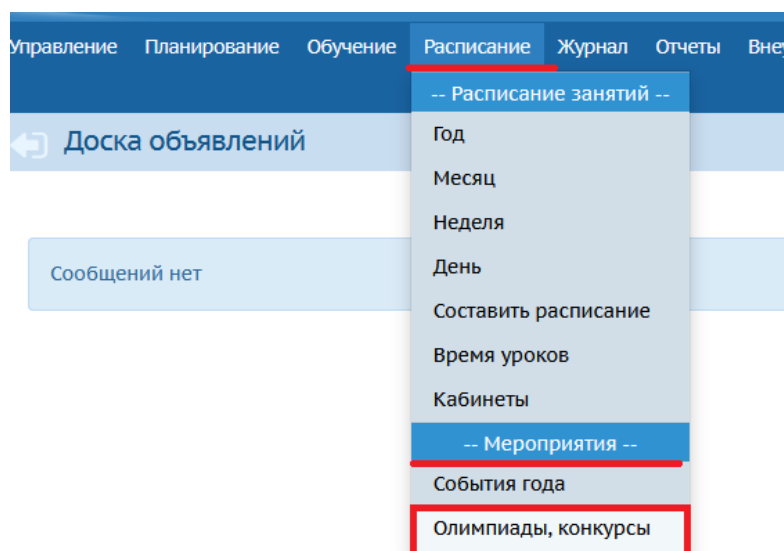 Управление Планирование Обучение Расписание Журнал Отчеты
-- Расписание занятий --
Доска объявлений
Год
Месяц
Неделя
Сообщений нет
День
Составить расписание
Время уроков
Кабинеты
-- Мероприятия --
События года
Олимпиады, конкурсы